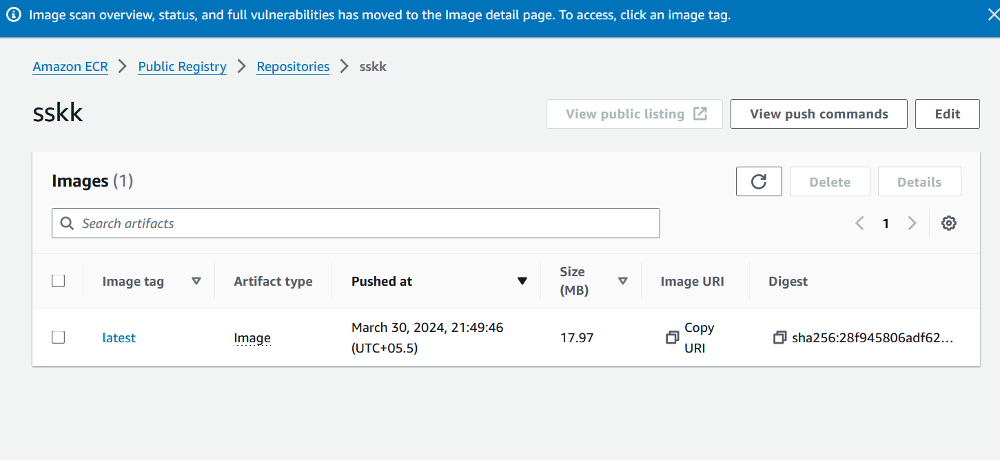 Image scan overview, status, and full vulnerabilities has moved to the Image detail page. To access, click an image tag.
Amazon ECR > Public Registry > Repositories > sskk
sskk
View public listing
View push commands
Edit
Images (1)
Delete
Details
Search artifacts
1
Image tag
Artifact type
Pushed at
Size
(MB)
Image URI
Digest
latest
Image
March 30, 2024, 21:49:46
(UTC+05.5)
17.97
Copy
URI
sha256:28f945806adf62...